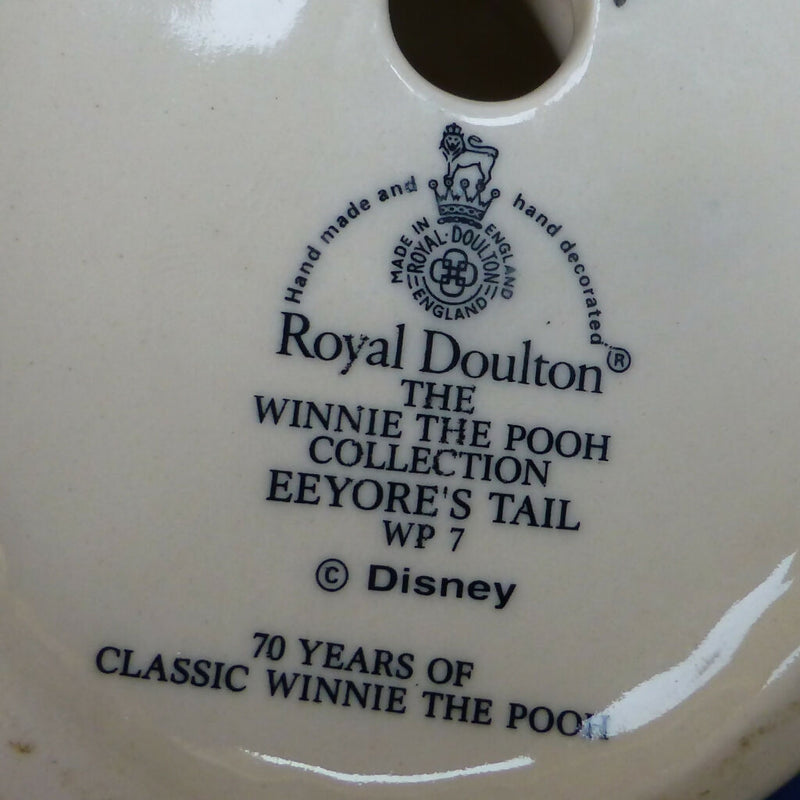 Hand made and hand decorated
MADE IN ENGLAND
ROYAL·DOULTON
ENGLAND
Royal Doulton®
THE
WINNIE THE POOH
COLLECTION
EEYORE'S TAIL
WP 7
© Disney
70 YEARS OF
CLASSIC WINNIE THE POOH